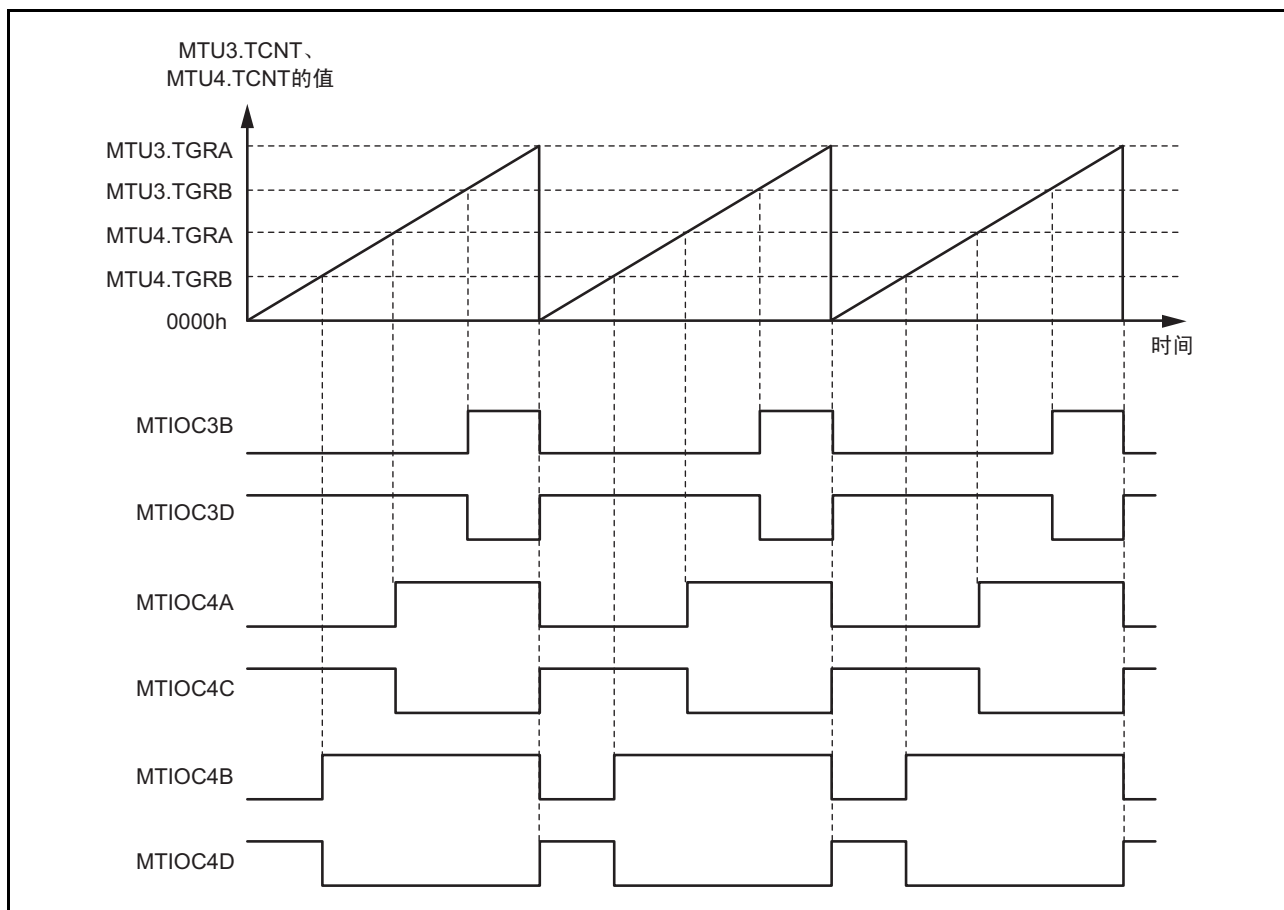 MTU3.TCNT、
MTU4.TCNT的值
MTU3.TGRA
MTU3.TGRB
MTU4.TGRA
MTU4.TGRB
0000h
时间
MTIOC3B
MTIOC3D
MTIOC4A
MTIOC4C
MTIOC4B
MTIOC4D